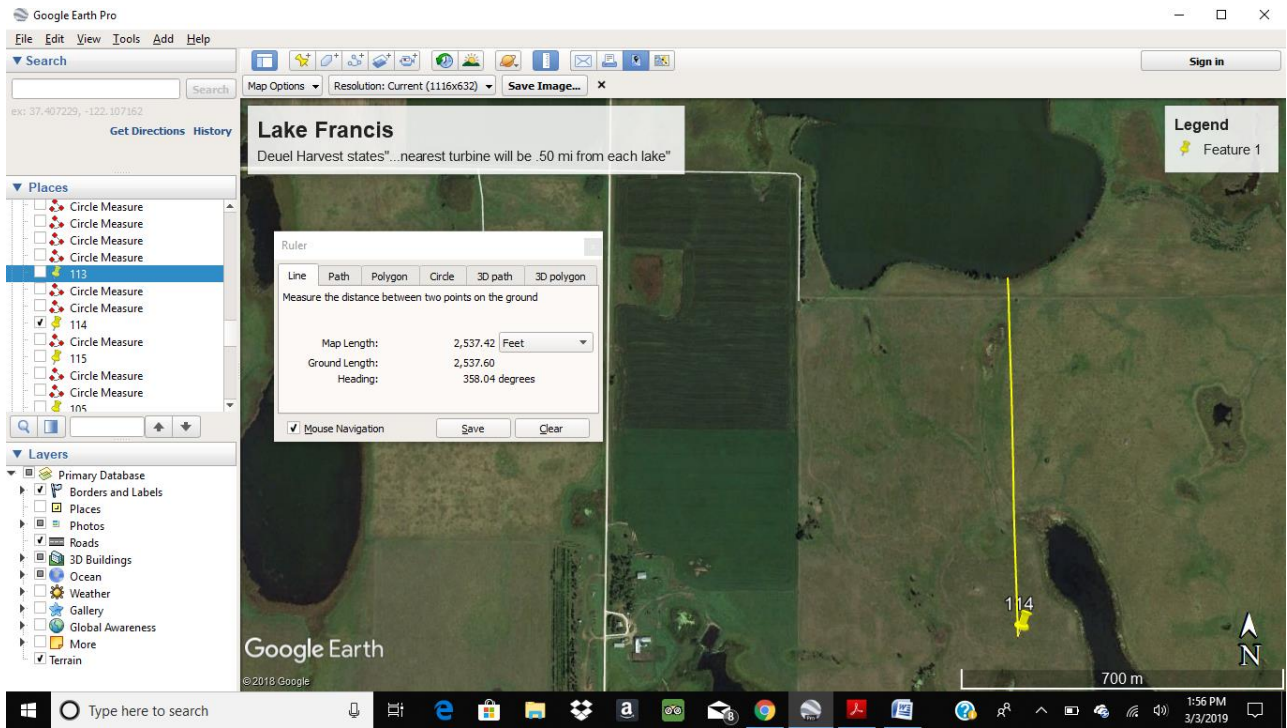 Google Earth Pro
File Edit View Tools Add Help
▼ Search
Search
ex: 37.407229, -122.107162
Get Directions History
Sign in
Map Options Resolution: Current (1116x632) Save Image...
Lake Francis
Deuel Harvest states"...nearest turbine will be .50 mi from each lake"
Legend
Feature 1
▼ Places
Circle Measure
Circle Measure
Circle Measure
Circle Measure
113
Circle Measure
Circle Measure
114
Circle Measure
115
Circle Measure
Circle Measure
105
Ruler
Line Path Polygon Circle 3D path 3D polygon
Measure the distance between two points on the ground
Map Length: 2,537.42 Feet
Ground Length: 2,537.60
Heading: 358.04 degrees
Mouse Navigation Save Clear
▼ Layers
Primary Database
Borders and Labels
Places
Photos
Roads
3D Buildings
Ocean
Weather
Gallery
Global Awareness
More
Terrain
114
Google Earth
©2018 Google
N
700 m
Type here to search
8
1:56 PM
3/3/2019